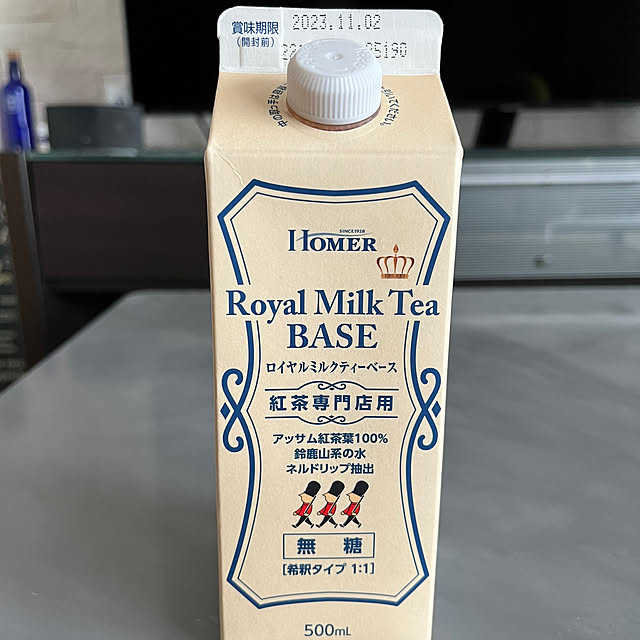 賞味期限
(開封前)
2023.11.02
5190
SINCE1928
HOMER
Royal Milk Tea
BASE
ロイヤルミルクティーベース
紅茶専門店用
アッサム紅茶葉100%
鈴鹿山系の水
ネルドリップ抽出
無 糖
[希釈タイプ 1:1]
500mL